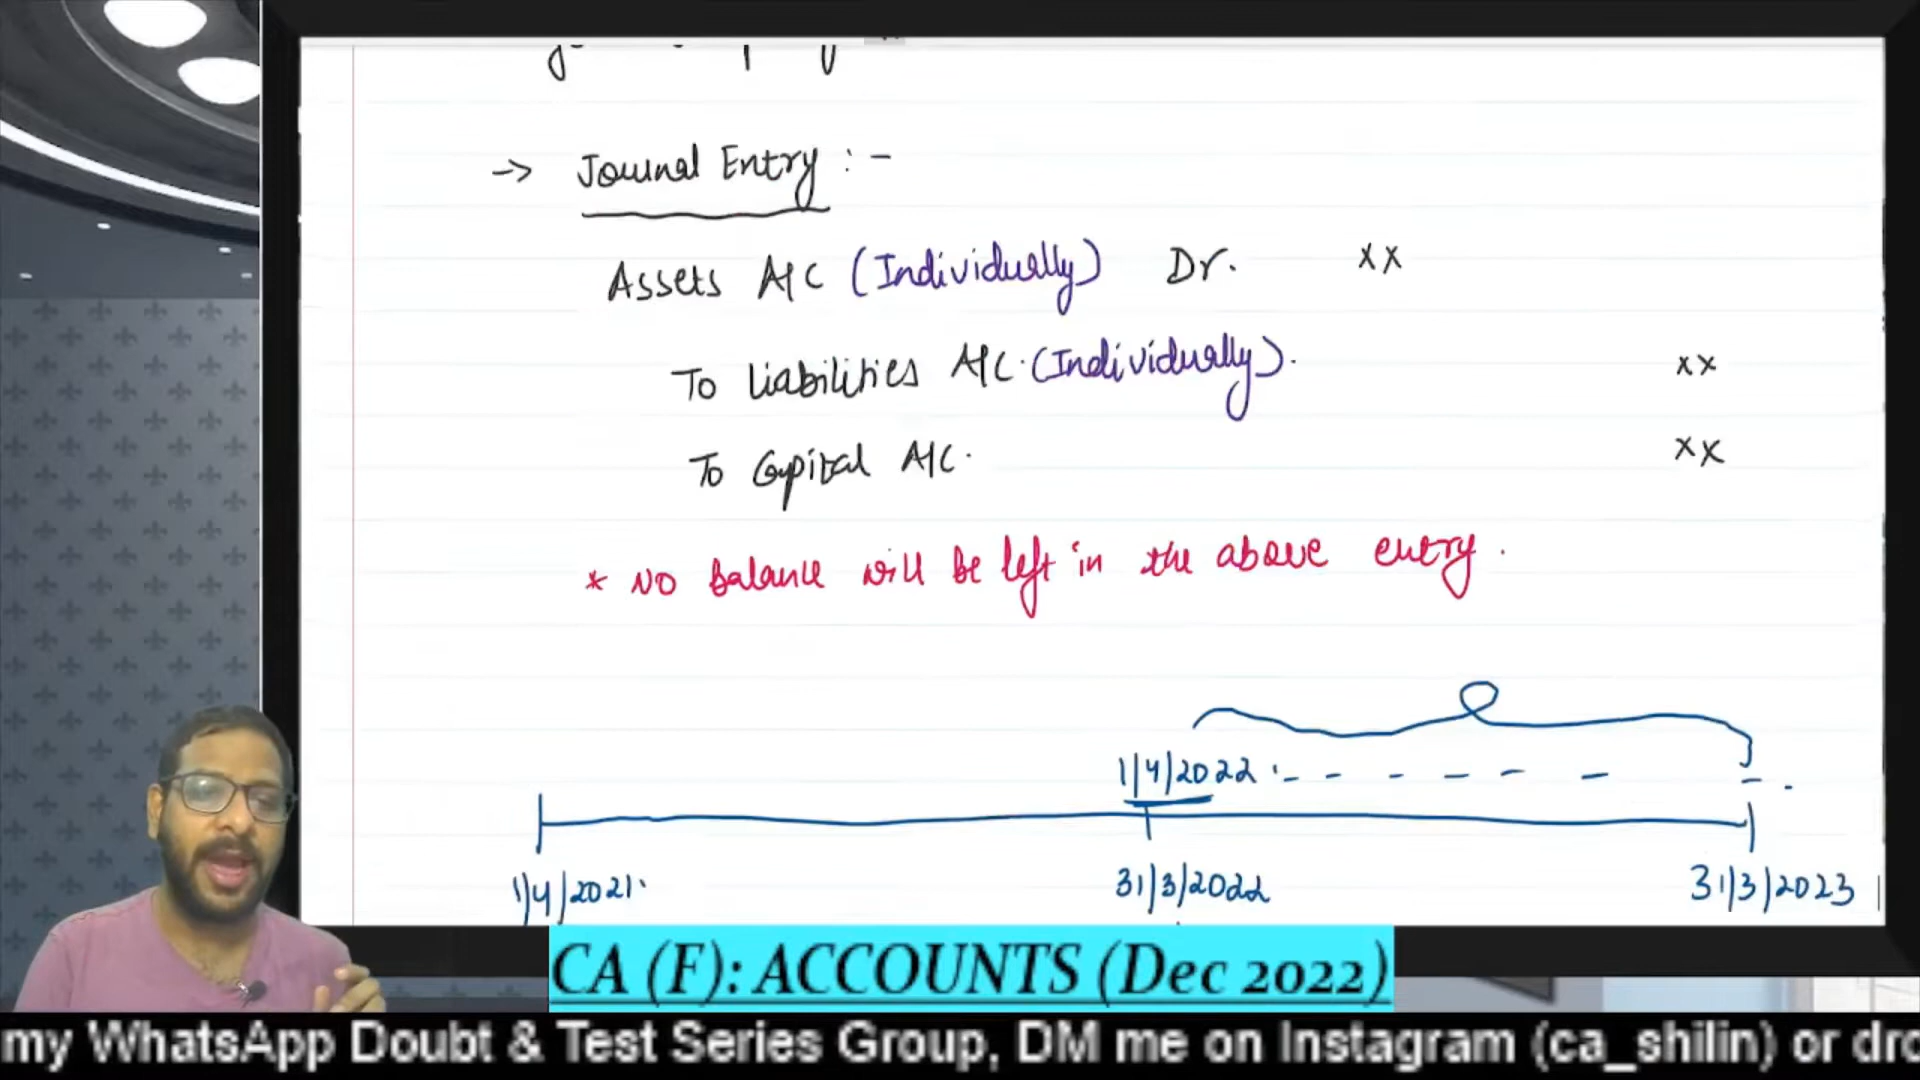 → Journal Entry : -
Assets A/C (Individually) Dr. xx
To Liabilities A/C. (Individually). xx
To Capital A/C. xx
* No balance will be left in the above entry.
1/4/2022 . - - - - - - - .
1/4/2021. 31/3/2022 31/3/2023
CA (F): ACCOUNTS (Dec 2022)
my WhatsApp Doubt & Test Series Group, DM me on Instagram (ca_shilin) or dro